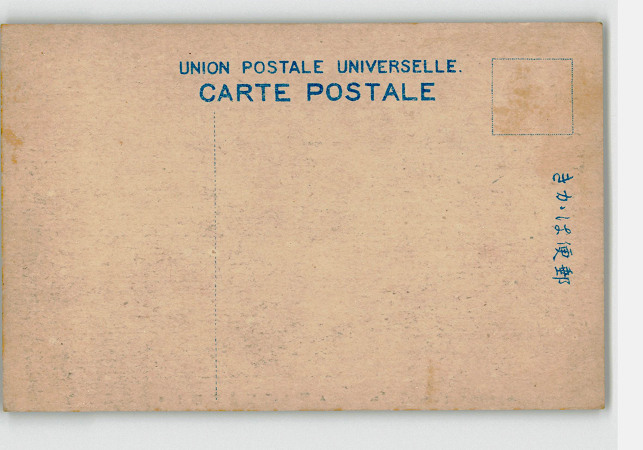 UNION POSTALE UNIVERSELLE.
CARTE POSTALE
郵便はかき